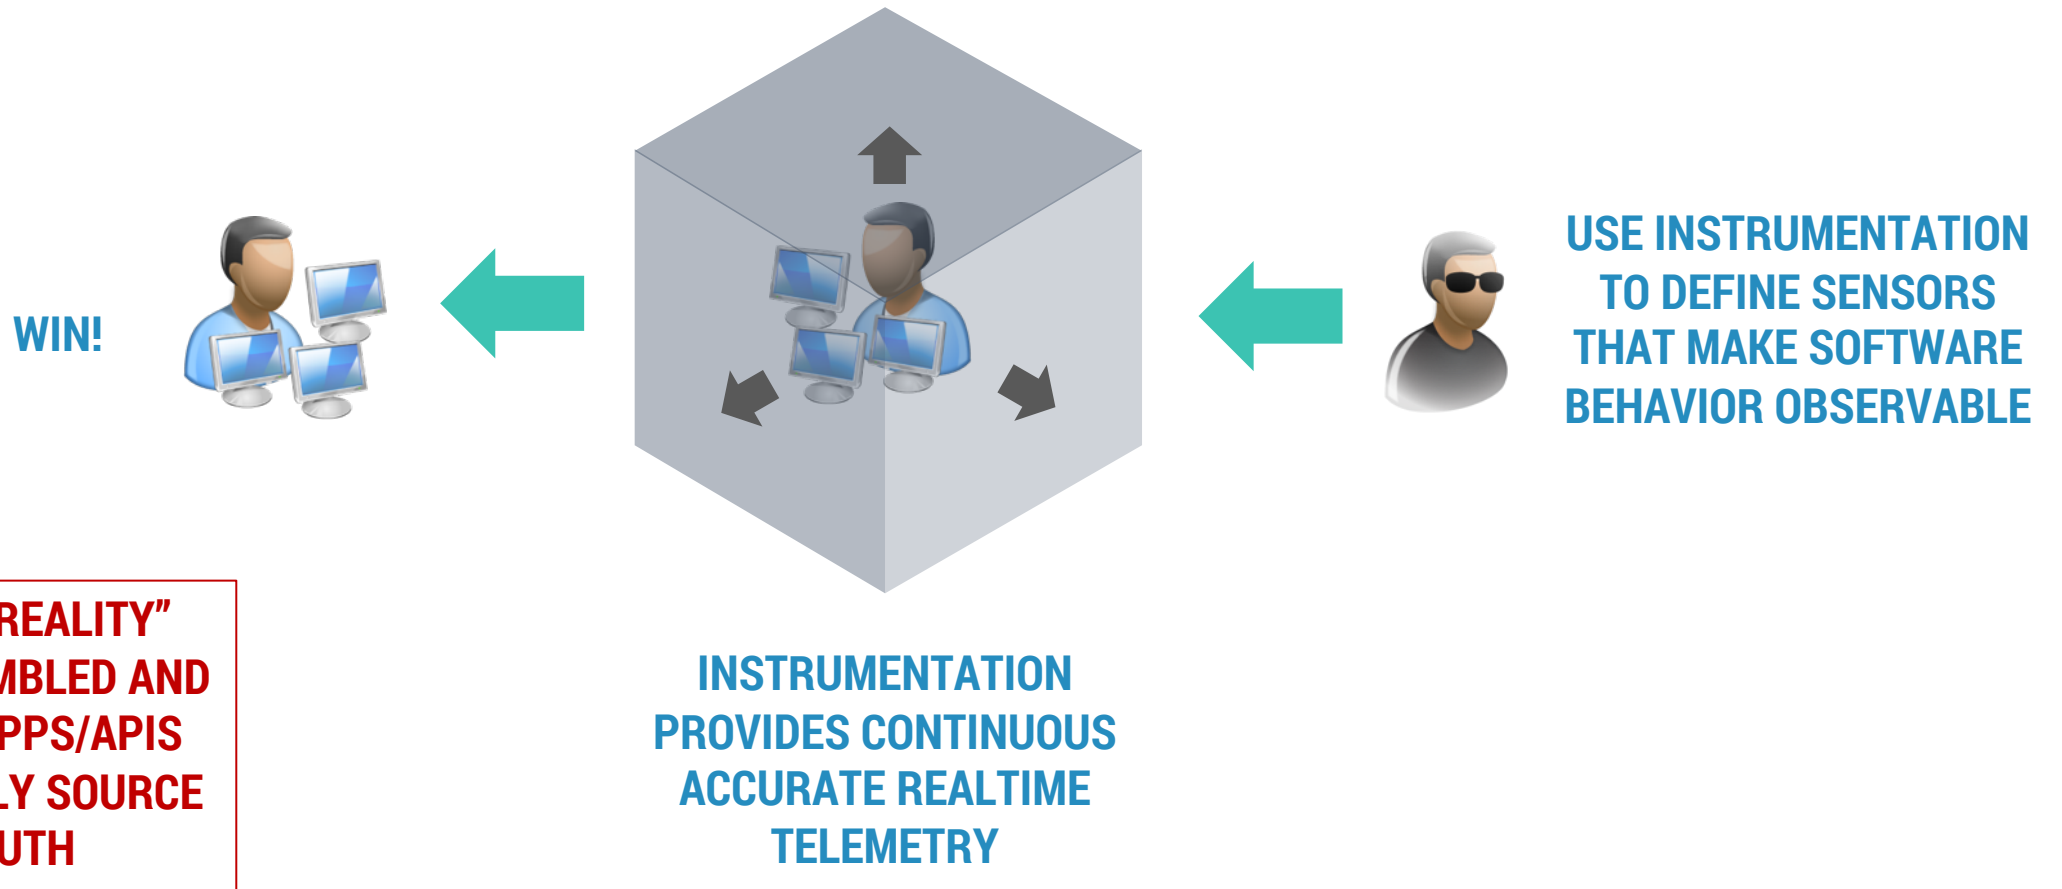 WIN!
USE INSTRUMENTATION
TO DEFINE SENSORS
THAT MAKE SOFTWARE
BEHAVIOR OBSERVABLE
REALITY”
MBLED AND
PPS/APIS
LY SOURCE
UTH
INSTRUMENTATION
PROVIDES CONTINUOUS
ACCURATE REALTIME
TELEMETRY